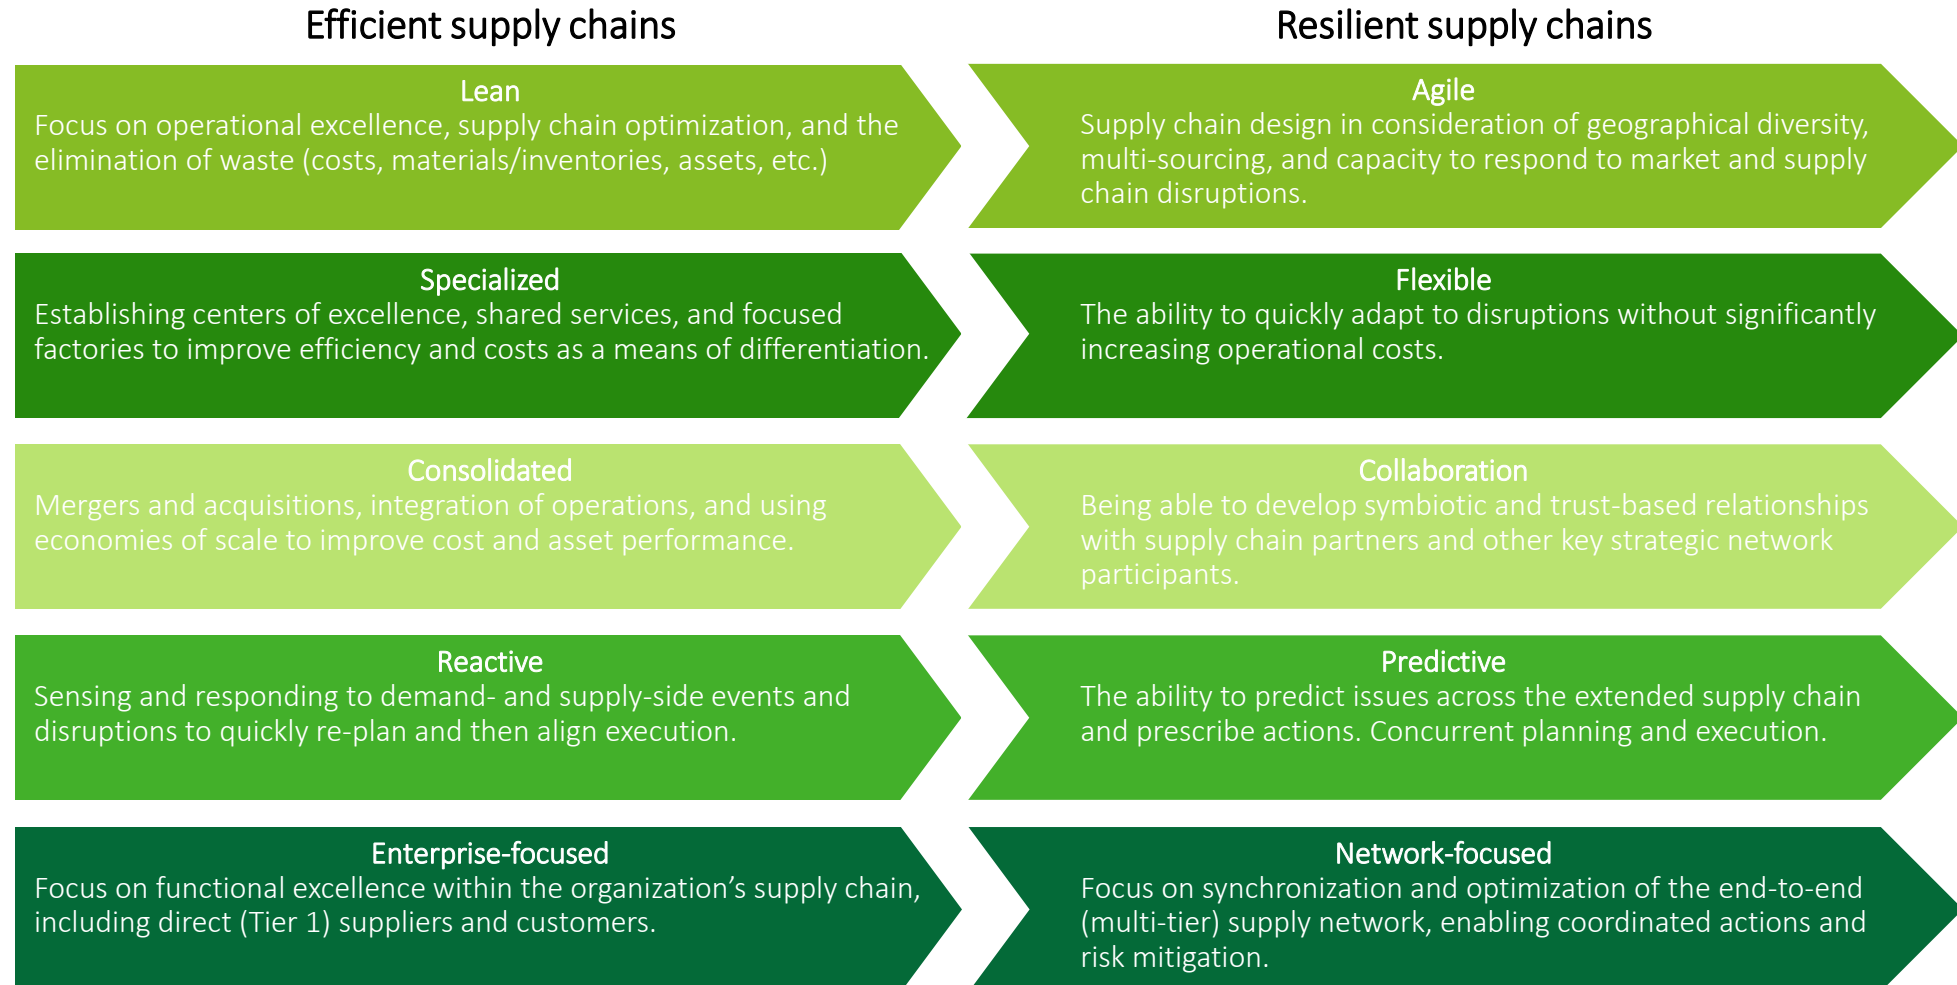 Efficient supply chains
Resilient supply chains
Lean
Focus on operational excellence, supply chain optimization, and the
elimination of waste (costs, materials/inventories, assets, etc.)
Agile
Supply chain design in consideration of geographical diversity,
multi-sourcing, and capacity to respond to market and supply
chain disruptions.
Specialized
Establishing centers of excellence, shared services, and focused
factories to improve efficiency and costs as a means of differentiation.
Flexible
The ability to quickly adapt to disruptions without significantly
increasing operational costs.
Consolidated
Mergers and acquisitions, integration of operations, and using
economies of scale to improve cost and asset performance.
Collaboration
Being able to develop symbiotic and trust-based relationships
with supply chain partners and other key strategic network
participants.
Reactive
Sensing and responding to demand- and supply-side events and
disruptions to quickly re-plan and then align execution.
Predictive
The ability to predict issues across the extended supply chain
and prescribe actions. Concurrent planning and execution.
Enterprise-focused
Focus on functional excellence within the organization’s supply chain,
including direct (Tier 1) suppliers and customers.
Network-focused
Focus on synchronization and optimization of the end-to-end
(multi-tier) supply network, enabling coordinated actions and
risk mitigation.